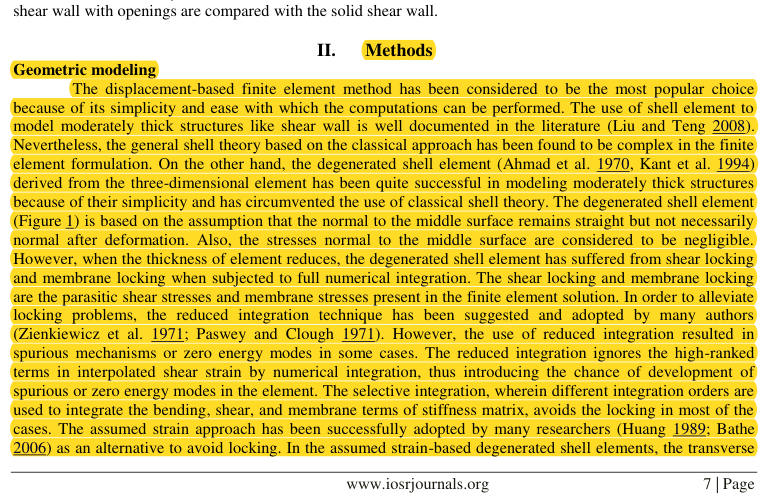 shear wall with openings are compared with the solid shear wall.
II. Methods
Geometric modeling
The displacement-based finite element method has been considered to be the most popular choice
because of its simplicity and ease with which the computations can be performed. The use of shell element to
model moderately thick structures like shear wall is well documented in the literature (Liu and Teng 2008).
Nevertheless, the general shell theory based on the classical approach has been found to be complex in the finite
element formulation. On the other hand, the degenerated shell element (Ahmad et al. 1970, Kant et al. 1994)
derived from the three-dimensional element has been quite successful in modeling moderately thick structures
because of their simplicity and has circumvented the use of classical shell theory. The degenerated shell element
(Figure 1) is based on the assumption that the normal to the middle surface remains straight but not necessarily
normal after deformation. Also, the stresses normal to the middle surface are considered to be negligible.
However, when the thickness of element reduces, the degenerated shell element has suffered from shear locking
and membrane locking when subjected to full numerical integration. The shear locking and membrane locking
are the parasitic shear stresses and membrane stresses present in the finite element solution. In order to alleviate
locking problems, the reduced integration technique has been suggested and adopted by many authors
(Zienkiewicz et al. 1971; Paswey and Clough 1971). However, the use of reduced integration resulted in
spurious mechanisms or zero energy modes in some cases. The reduced integration ignores the high-ranked
terms in interpolated shear strain by numerical integration, thus introducing the chance of development of
spurious or zero energy modes in the element. The selective integration, wherein different integration orders are
used to integrate the bending, shear, and membrane terms of stiffness matrix, avoids the locking in most of the
cases. The assumed strain approach has been successfully adopted by many researchers (Huang 1989; Bathe
2006) as an alternative to avoid locking. In the assumed strain-based degenerated shell elements, the transverse
www.iosrjournals.org 7 | Page